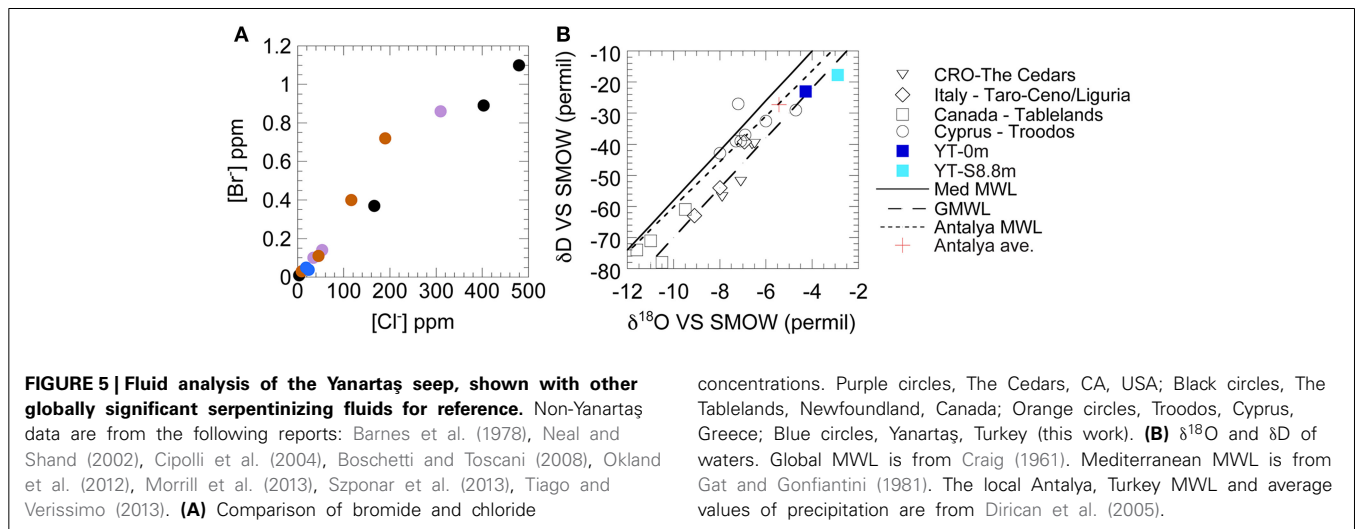 A
1.2
1
0.8
0.6
0.4
0.2
0
[Br-] ppm
0 100 200 300 400 500
[Cl-] ppm
B
-10
-20
-30
-40
-50
-60
-70
-80
δD VS SMOW (permil)
-12 -10 -8 -6 -4 -2
δ18O VS SMOW (permil)
CRO-The Cedars
Italy - Taro-Ceno/Liguria
Canada - Tablelands
Cyprus - Troodos
YT-0m
YT-S8.8m
Med MWL
GMWL
Antalya MWL
Antalya ave.
FIGURE 5 | Fluid analysis of the Yanartaş seep, shown with other
globally significant serpentinizing fluids for reference. Non-Yanartaş
data are from the following reports: Barnes et al. (1978), Neal and
Shand (2002), Cipolli et al. (2004), Boschetti and Toscani (2008), Okland
et al. (2012), Morrill et al. (2013), Szponar et al. (2013), Tiago and
Verissimo (2013). (A) Comparison of bromide and chloride
concentrations. Purple circles, The Cedars, CA, USA; Black circles, The
Tablelands, Newfoundland, Canada; Orange circles, Troodos, Cyprus,
Greece; Blue circles, Yanartaş, Turkey (this work). (B) δ18O and δD of
waters. Global MWL is from Craig (1961). Mediterranean MWL is from
Gat and Gonfiantini (1981). The local Antalya, Turkey MWL and average
values of precipitation are from Dirican et al. (2005).